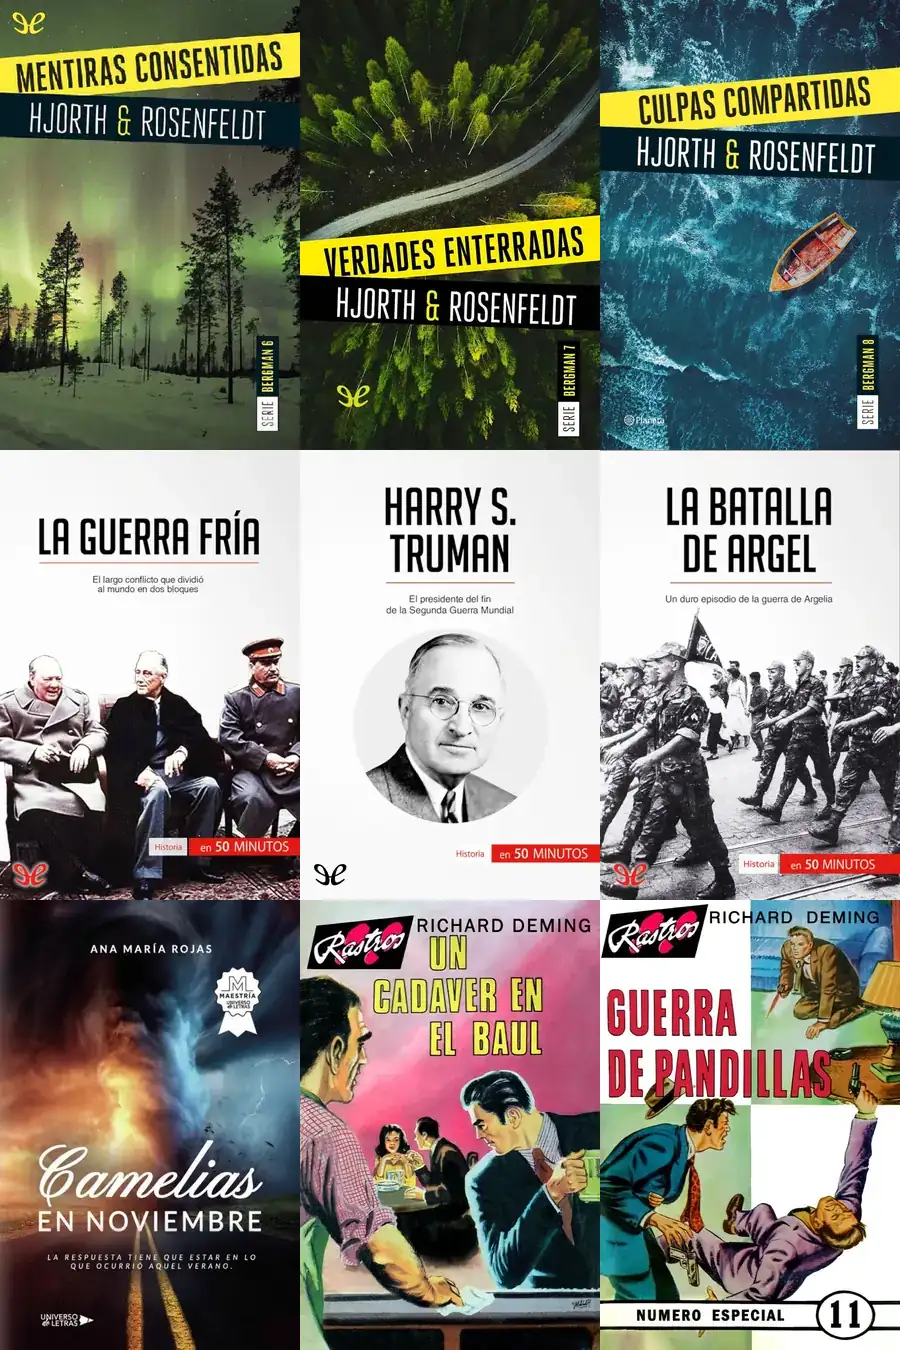 MENTIRAS CONSENTIDAS
HJORTH & ROSENFELDT
SERIE BERGMAN 6
VERDADES ENTERRADAS
HJORTH & ROSENFELDT
SERIE BERGMAN 7
CULPAS COMPARTIDAS
HJORTH & ROSENFELDT
SERIE BERGMAN 8
Planeta
LA GUERRA FRÍA
El largo conflicto que dividió
al mundo en dos bloques
Historia en 50 MINUTOS
HARRY S.
TRUMAN
El presidente del fin
de la Segunda Guerra Mundial
Historia en 50 MINUTOS
LA BATALLA
DE ARGEL
Un duro episodio de la guerra de Argelia
Historia en 50 MINUTOS
ANA MARÍA ROJAS
MAESTRÍA
UNIVERSO
de LETRAS
Camelias
EN NOVIEMBRE
LA RESPUESTA TIENE QUE ESTAR EN LO
QUE OCURRIÓ AQUEL VERANO.
UNIVERSO
de LETRAS
Rastros
RICHARD DEMING
UN
CADAVER EN
EL BAUL
Rastros
RICHARD DEMING
GUERRA
DE PANDILLAS
NUMERO ESPECIAL 11